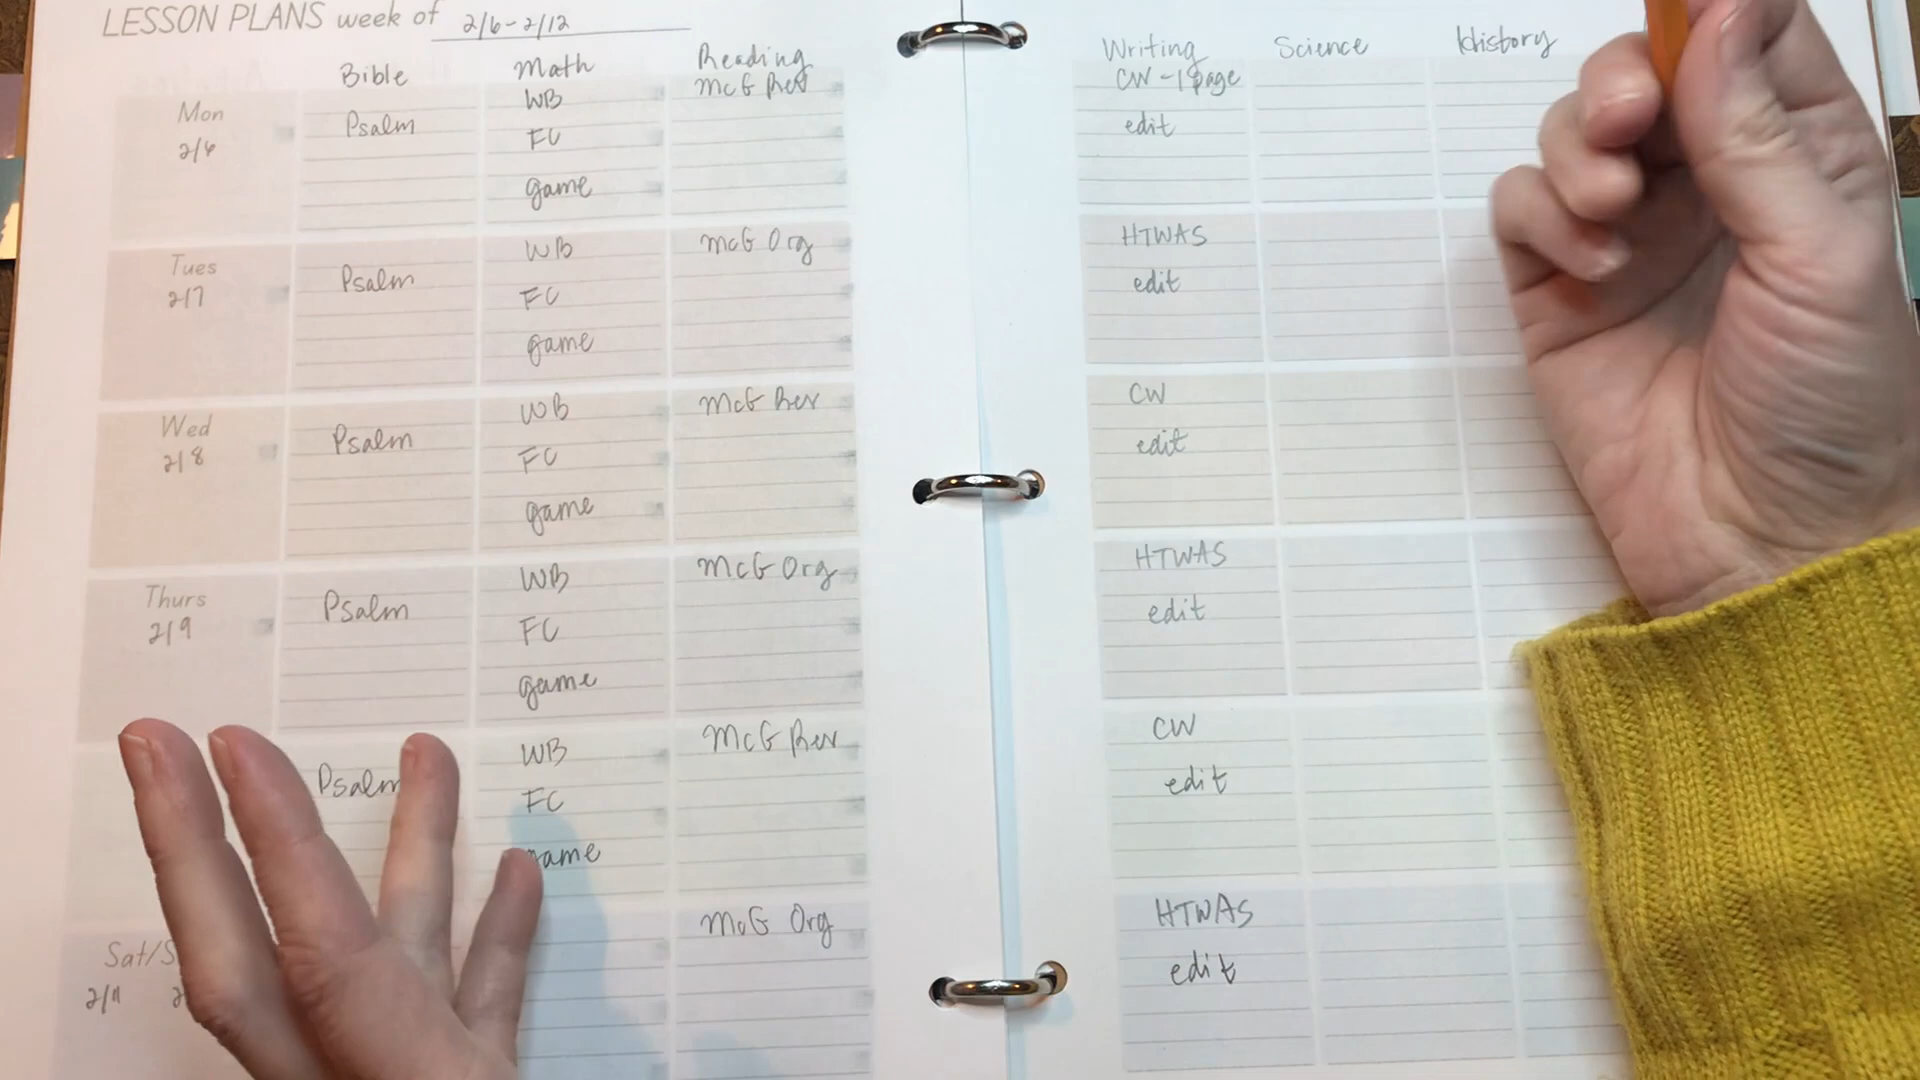 LESSON PLANS week of 2/6-2/12
Bible Math Reading Writing Science History
Mon
2/6
Psalm
WB
FC
game
McG Rev
CW - 1 page
edit
Tues
2/7
Psalm
WB
FC
game
McG Org
HTWAS
edit
Wed
2/8
Psalm
WB
FC
game
McG Rev
CW
edit
Thurs
2/9
Psalm
WB
FC
game
McG Org
HTWAS
edit
Psalm
WB
FC
game
McG Rev
CW
edit
Sat/S
2/11
McG Org
HTWAS
edit